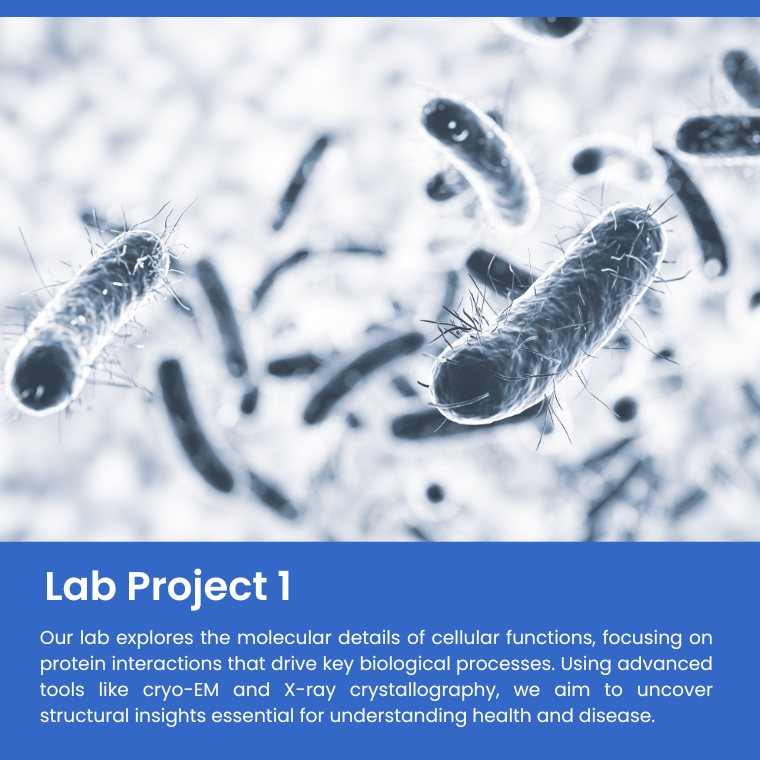 Lab Project 1
Our lab explores the molecular details of cellular functions, focusing on
protein interactions that drive key biological processes. Using advanced
tools like cryo-EM and X-ray crystallography, we aim to uncover
structural insights essential for understanding health and disease.